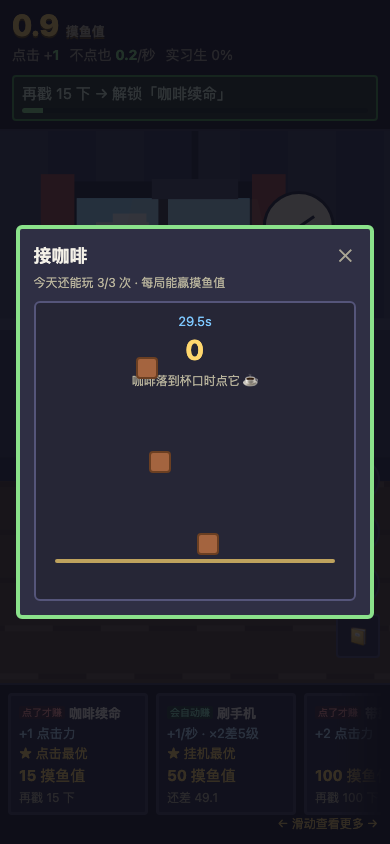 0.9 摸鱼值
点击 +1 不点也 0.2/秒 实习生 0%
再戳 15 下 → 解锁「咖啡续命」
接咖啡
今天还能玩 3/3 次 · 每局能赢摸鱼值
29.5s
0
咖啡落到杯口时点它 ☕
点了才赚 咖啡续命
+1 点击力
★ 点击最优
15 摸鱼值
再戳 15 下
会自动赚 刷手机
+1/秒 · ×2差5级
★ 挂机最优
50 摸鱼值
还差 49.1
点了才赚
+2 点击力
100 摸鱼
再戳 100 下
← 滑动查看更多 →